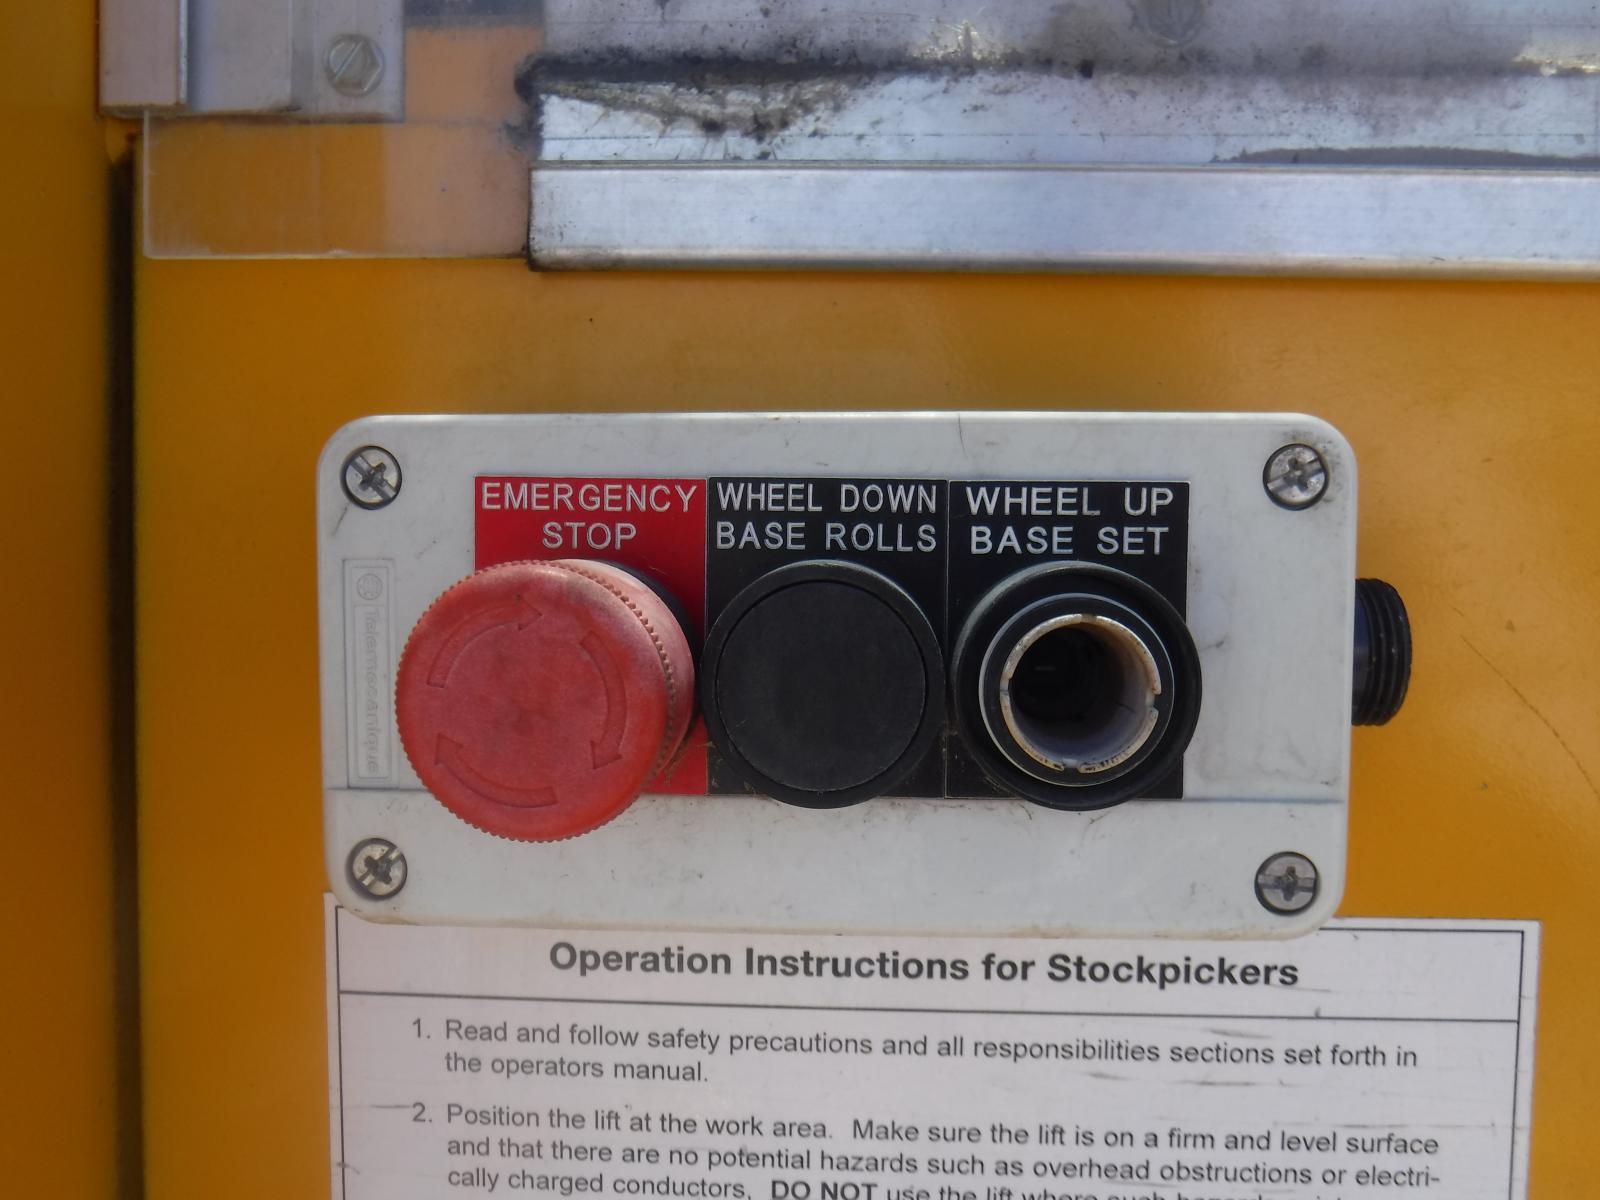 EMERGENCY
STOP
WHEEL DOWN
BASE ROLLS
WHEEL UP
BASE SET
Telemecanique
Operation Instructions for Stockpickers
1. Read and follow safety precautions and all responsibilities sections set forth in
the operators manual.
2. Position the lift at the work area. Make sure the lift is on a firm and level surface
and that there are no potential hazards such as overhead obstructions or electri-
cally charged conductors. DO NOT use the lift where such